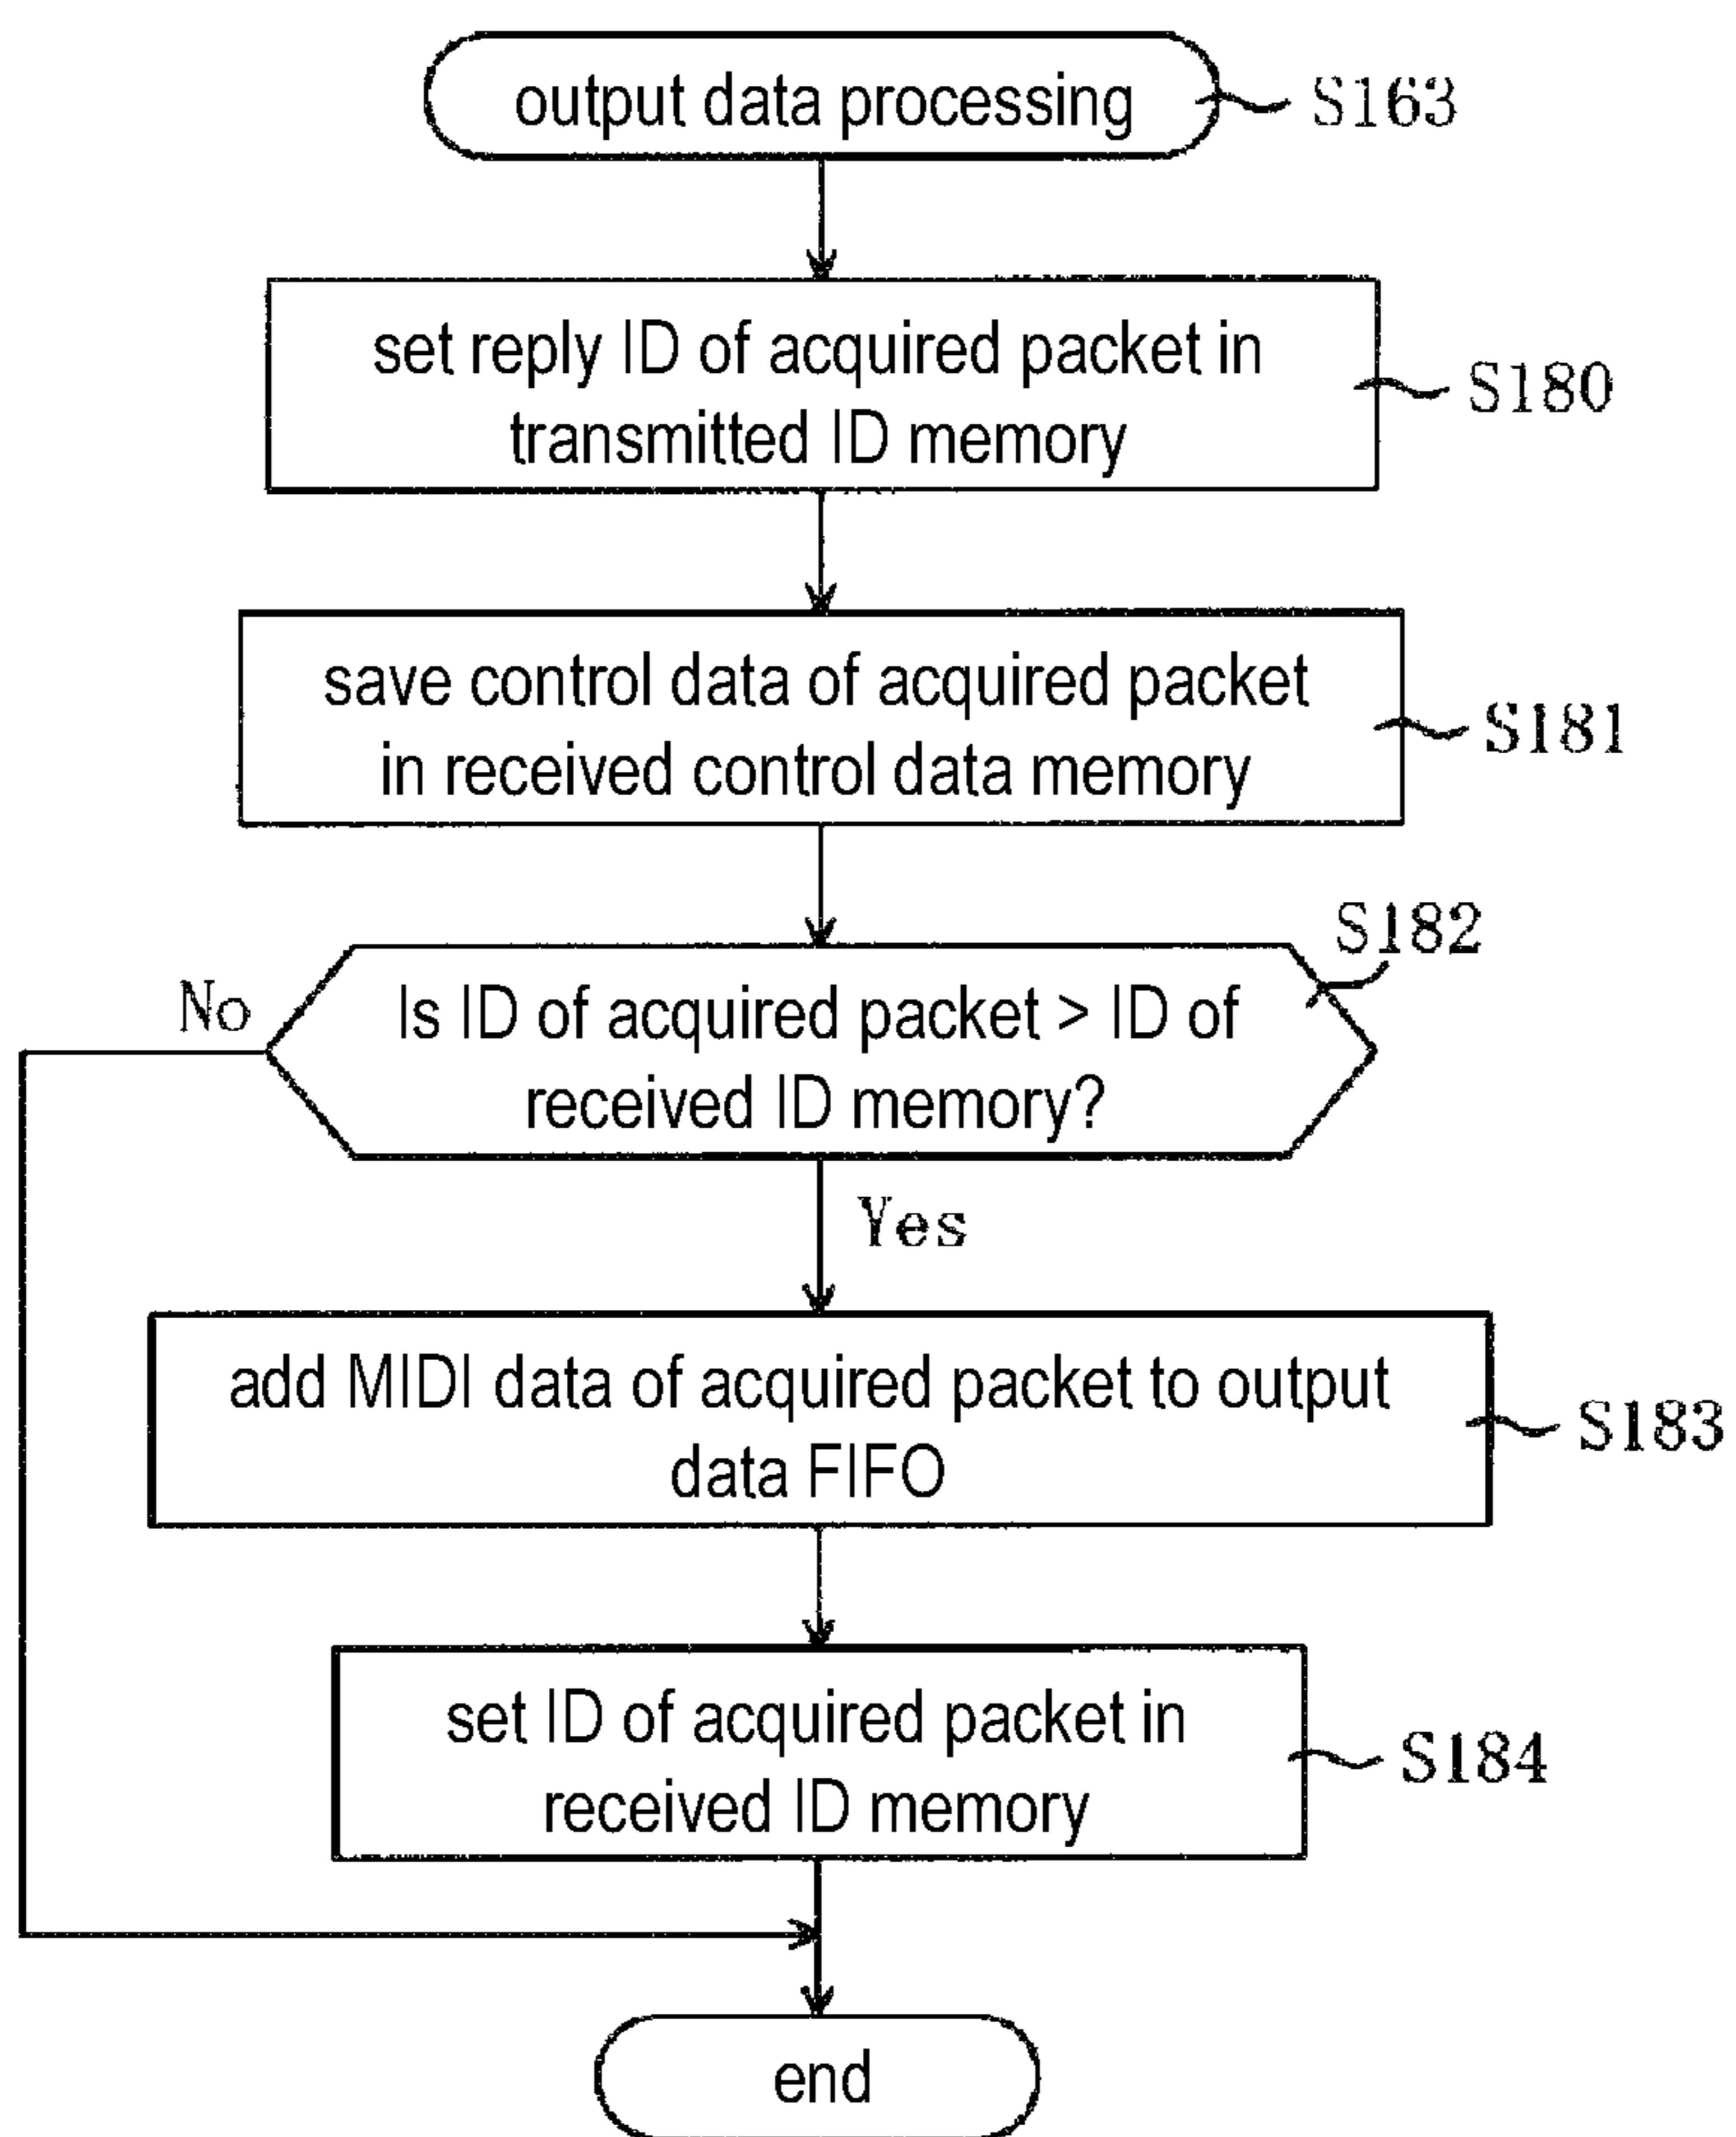 output data processing
S163
set reply ID of acquired packet in
transmitted ID memory
S180
save control data of acquired packet
in received control data memory
S181
S182
No
Is ID of acquired packet > ID of
received ID memory?
Yes
add MIDI data of acquired packet to output
data FIFO
S183
set ID of acquired packet in
received ID memory
S184
end